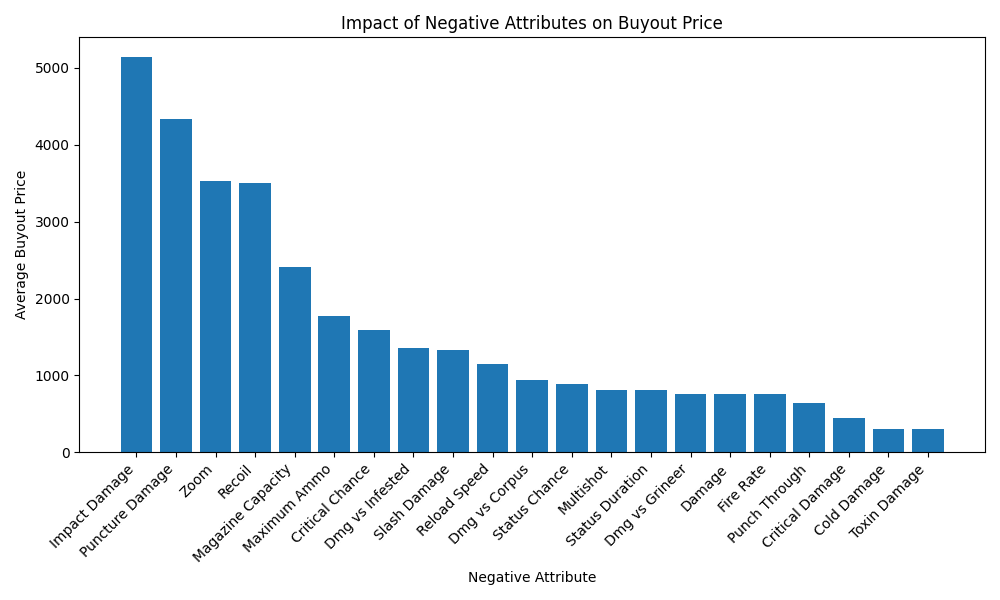 Impact of Negative Attributes on Buyout Price
Average Buyout Price
5000
4000
3000
2000
1000
0
Impact Damage
Puncture Damage
Zoom
Recoil
Magazine Capacity
Maximum Ammo
Critical Chance
Dmg vs Infested
Slash Damage
Reload Speed
Dmg vs Corpus
Status Chance
Multishot
Status Duration
Dmg vs Grineer
Damage
Fire Rate
Punch Through
Critical Damage
Cold Damage
Toxin Damage
Negative Attribute